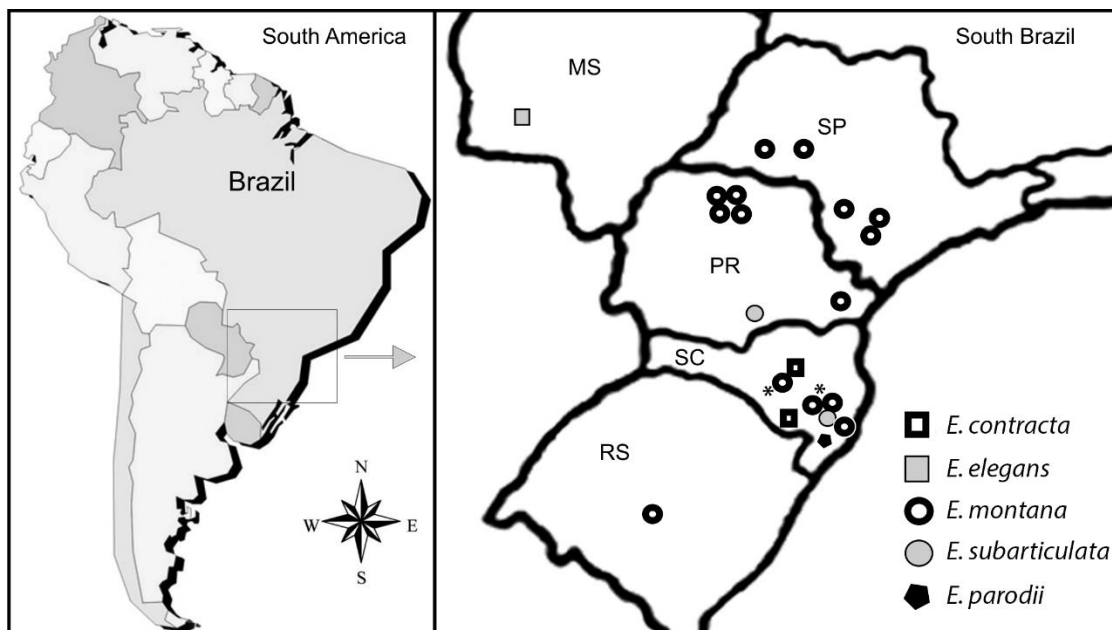 South America
Brazil
N
W E
S
South Brazil
MS
SP
PR
SC
*
*
RS
E. contracta
E. elegans
E. montana
E. subarticulata
E. parodii